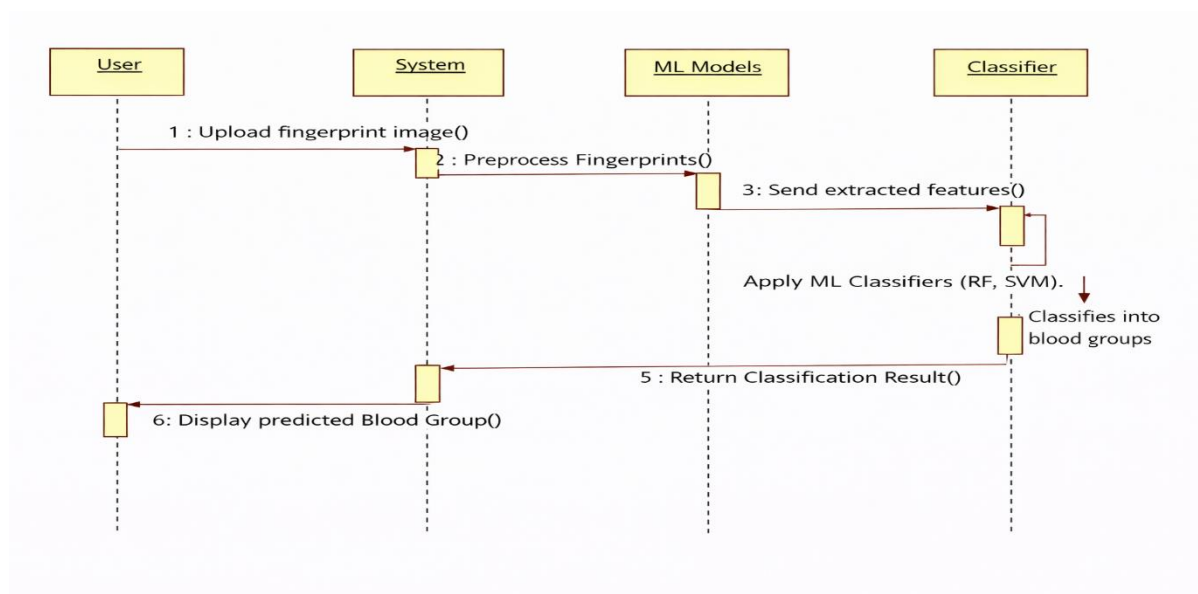 User
System
ML Models
Classifier
1 : Upload fingerprint image()
2 : Preprocess Fingerprints()
3: Send extracted features()
Apply ML Classifiers (RF, SVM).
Classifies into
blood groups
5 : Return Classification Result()
6: Display predicted Blood Group()